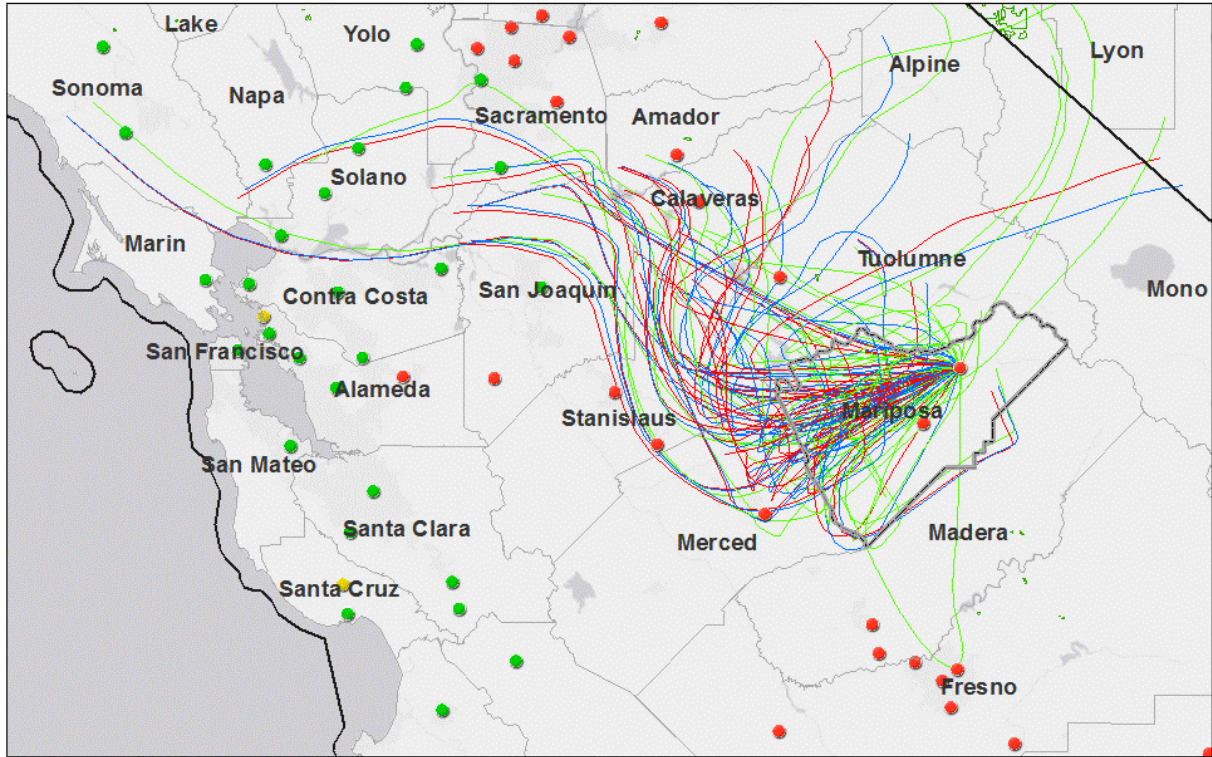 Lake
Yolo
Alpine
Lyon
Sonoma
Napa
Sacramento
Amador
Solano
Calaveras
Marin
Tuolumne
Contra Costa
San Joaquin
Mono
San Francisco
Alameda
Stanislaus
Mariposa
San Mateo
Santa Clara
Merced
Madera
Santa Cruz
Fresno